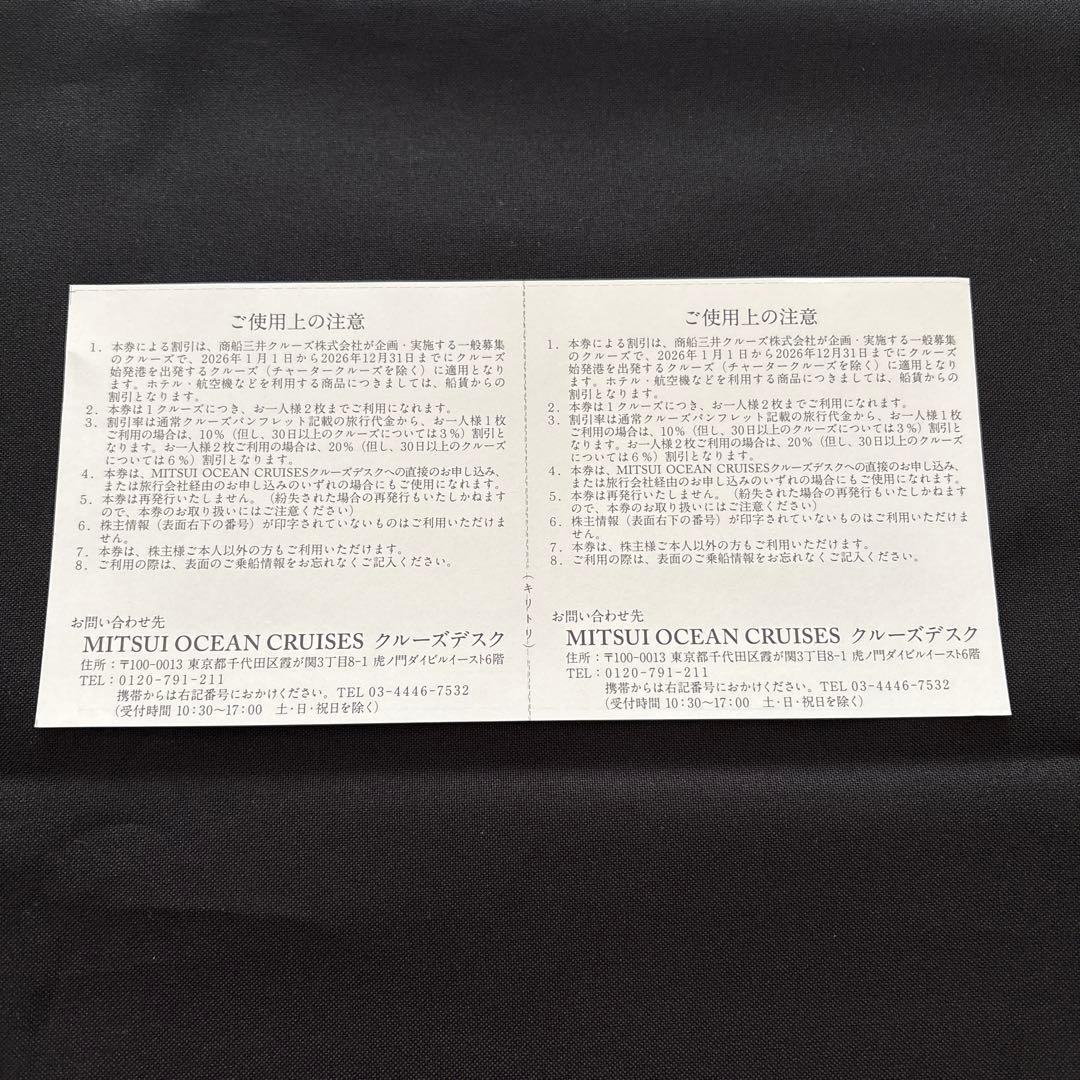 ご使用上の注意
1. 本券による割引は、商船三井クルーズ株式会社が企画・実施する一般募集
のクルーズで、2026年1月1日から2026年12月31日までにクルーズ
始発港を出発するクルーズ（チャータークルーズを除く）に適用となり
ます。ホテル・航空機などを利用する商品につきましては、船賃からの
割引となります。
2. 本券は1クルーズにつき、お一人様2枚までご利用になれます。
3. 割引率は通常クルーズパンフレット記載の旅行代金から、お一人様1枚
ご利用の場合は、10％（但し、30日以上のクルーズについては3％）割引と
なります。お一人様2枚ご利用の場合は、20％（但し、30日以上のクルーズ
については6％）割引となります。
4. 本券は、MITSUI OCEAN CRUISESクルーズデスクへの直接のお申し込み、
または旅行会社経由のお申し込みのいずれの場合にもご使用になれます。
5. 本券は再発行いたしません。（紛失された場合の再発行もいたしかねます
ので、本券のお取り扱いにはご注意ください）
6. 株主情報（表面右下の番号）が印字されていないものはご利用いただけま
せん。
7. 本券は、株主様ご本人以外の方もご利用いただけます。
8. ご利用の際は、表面のご乗船情報をお忘れなくご記入ください。
お問い合わせ先
MITSUI OCEAN CRUISES クルーズデスク
住所：〒100-0013 東京都千代田区霞が関3丁目8-1 虎ノ門ダイビルイースト6階
TEL：0120-791-211
携帯からは右記番号におかけください。TEL 03-4446-7532
（受付時間 10:30～17:00 土・日・祝日を除く）
（キリトリ）
ご使用上の注意
1. 本券による割引は、商船三井クルーズ株式会社が企画・実施する一般募集
のクルーズで、2026年1月1日から2026年12月31日までにクルーズ
始発港を出発するクルーズ（チャータークルーズを除く）に適用となり
ます。ホテル・航空機などを利用する商品につきましては、船賃からの
割引となります。
2. 本券は1クルーズにつき、お一人様2枚までご利用になれます。
3. 割引率は通常クルーズパンフレット記載の旅行代金から、お一人様1枚
ご利用の場合は、10％（但し、30日以上のクルーズについては3％）割引と
なります。お一人様2枚ご利用の場合は、20％（但し、30日以上のクルーズ
については6％）割引となります。
4. 本券は、MITSUI OCEAN CRUISESクルーズデスクへの直接のお申し込み、
または旅行会社経由のお申し込みのいずれの場合にもご使用になれます。
5. 本券は再発行いたしません。（紛失された場合の再発行もいたしかねます
ので、本券のお取り扱いにはご注意ください）
6. 株主情報（表面右下の番号）が印字されていないものはご利用いただけま
せん。
7. 本券は、株主様ご本人以外の方もご利用いただけます。
8. ご利用の際は、表面のご乗船情報をお忘れなくご記入ください。
お問い合わせ先
MITSUI OCEAN CRUISES クルーズデスク
住所：〒100-0013 東京都千代田区霞が関3丁目8-1 虎ノ門ダイビルイースト6階
TEL：0120-791-211
携帯からは右記番号におかけください。TEL 03-4446-7532
（受付時間 10:30～17:00 土・日・祝日を除く）